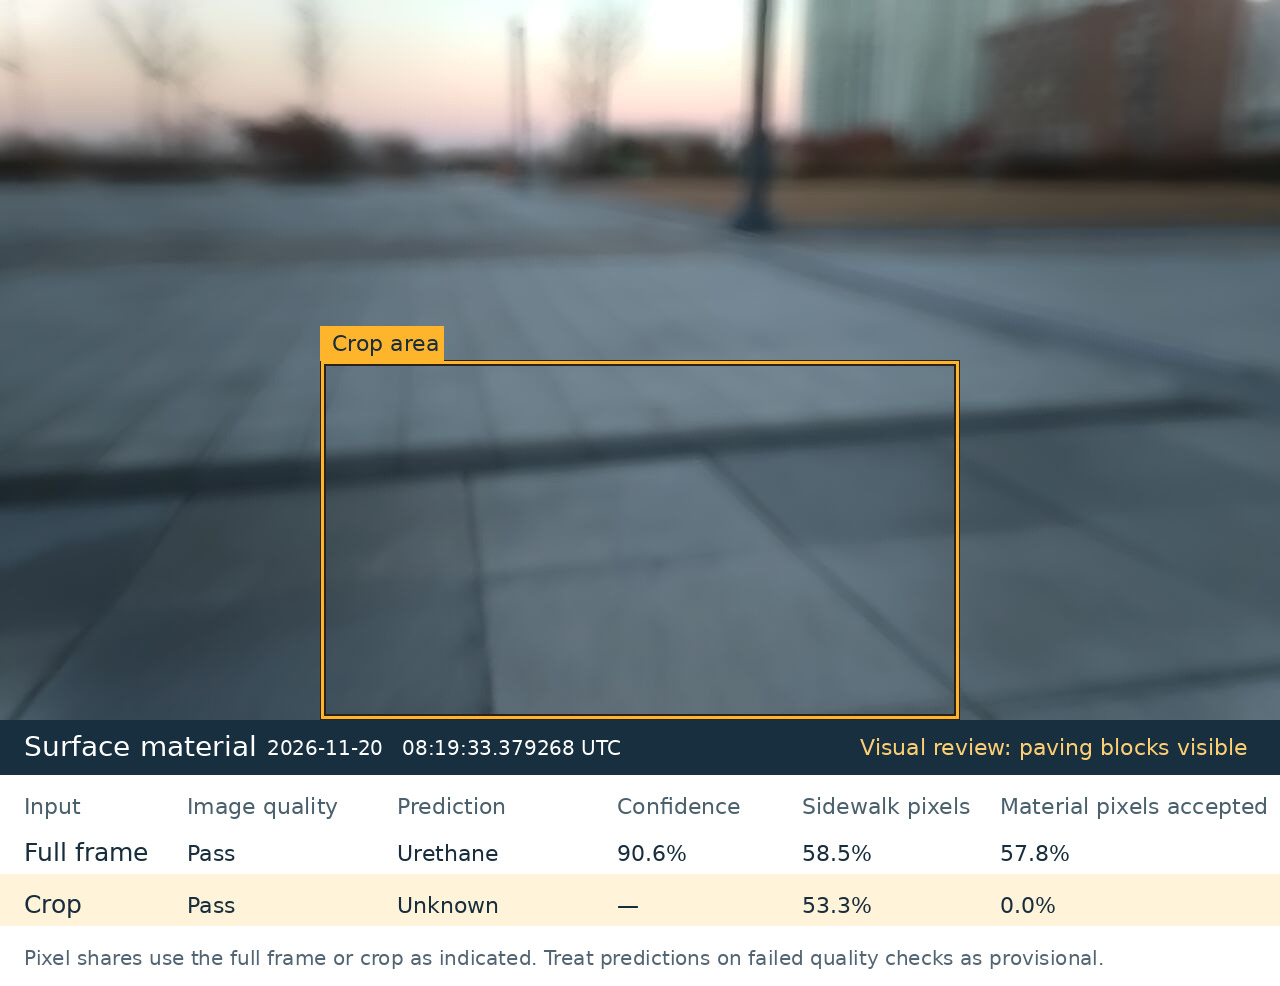 Crop area
Surface material 2026-11-20 08:19:33.379268 UTC Visual review: paving blocks visible
Input Image quality Prediction Confidence Sidewalk pixels Material pixels accepted
Full frame Pass Urethane 90.6% 58.5% 57.8%
Crop Pass Unknown — 53.3% 0.0%
Pixel shares use the full frame or crop as indicated. Treat predictions on failed quality checks as provisional.